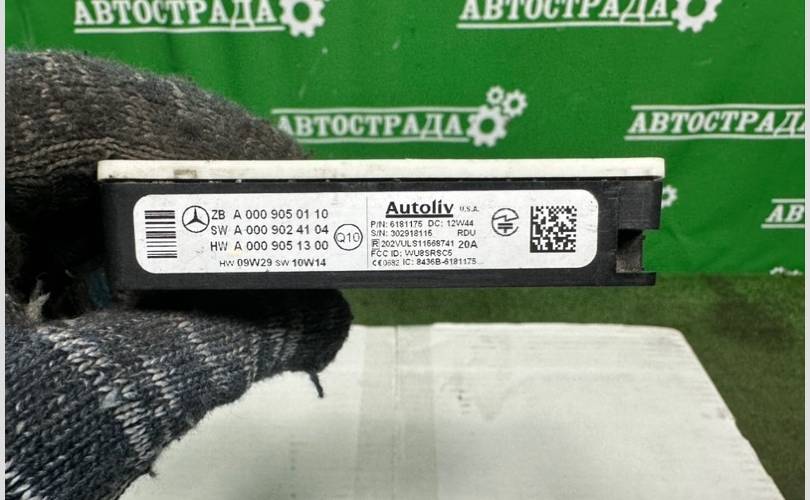 АВТОСТРАДА
АВТОСТРАДА
АВТОСТРАДА
АВТОСТРАДА
ZB A 000 905 01 10
SW A 000 902 41 04
HW A 000 905 13 00
HW 09W29 SW 10W14
Q10
Autoliv U.S.A.
P/N: 6181175 DC: 12W44
S/N: 302918115 RDU
R 202VULS11568741 20A
FCC ID: WU8SRSC5
CE0682 IC: 8436B-6181175